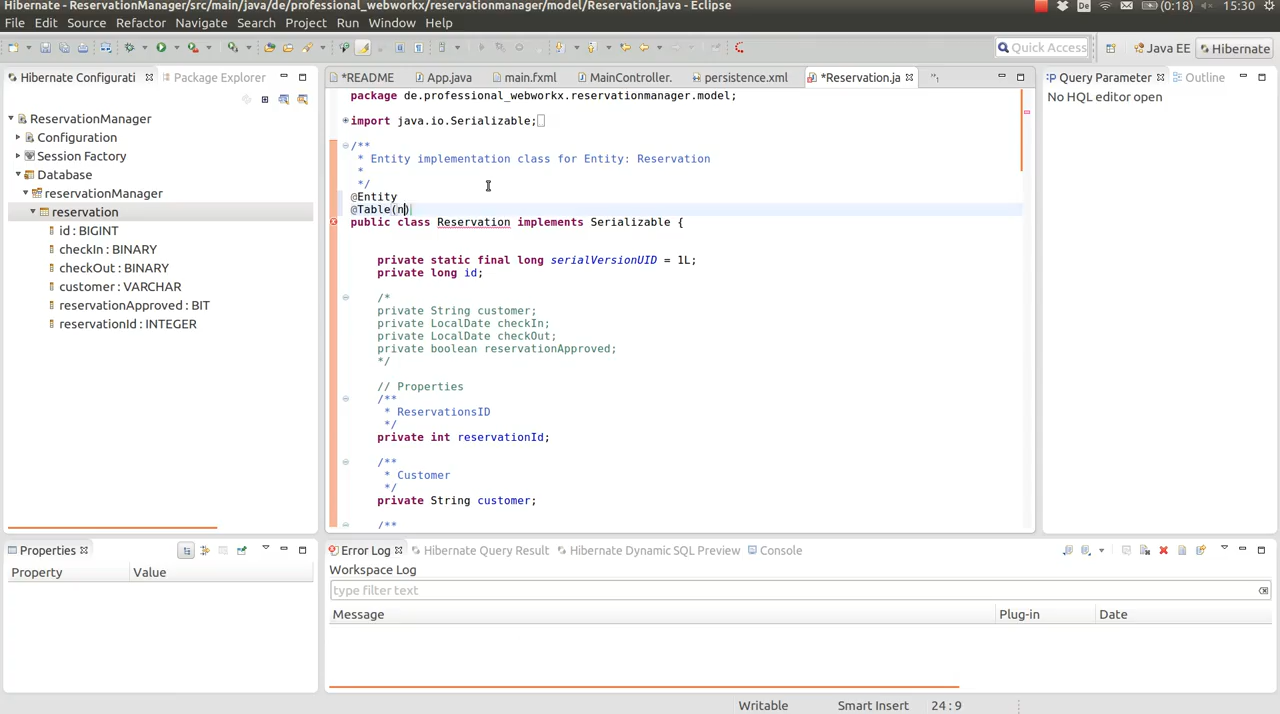 Hibernate - ReservationManager/src/main/java/de/professional_webworkx/reservationmanager/model/Reservation.java - Eclipse
De
(0:18)
15:30
File Edit Source Refactor Navigate Search Project Run Window Help
Quick Access
Java EE
Hibernate
Hibernate Configurati
Package Explorer
*README
App.java
main.fxml
MainController.
persistence.xml
*Reservation.ja
Query Parameter
Outline
ReservationManager
Configuration
Session Factory
Database
reservationManager
reservation
id : BIGINT
checkIn : BINARY
checkOut : BINARY
customer : VARCHAR
reservationApproved : BIT
reservationId : INTEGER
package de.professional_webworkx.reservationmanager.model;
import java.io.Serializable;
/**
* Entity implementation class for Entity: Reservation
*
*/
@Entity
@Table(n)
public class Reservation implements Serializable {
private static final long serialVersionUID = 1L;
private long id;
/*
private String customer;
private LocalDate checkIn;
private LocalDate checkOut;
private boolean reservationApproved;
*/
// Properties
/**
* ReservationsID
*/
private int reservationId;
/**
* Customer
*/
private String customer;
/**
No HQL editor open
Properties
Property Value
Error Log
Hibernate Query Result
Hibernate Dynamic SQL Preview
Console
Workspace Log
type filter text
Message Plug-in Date
Writable Smart Insert 24 : 9